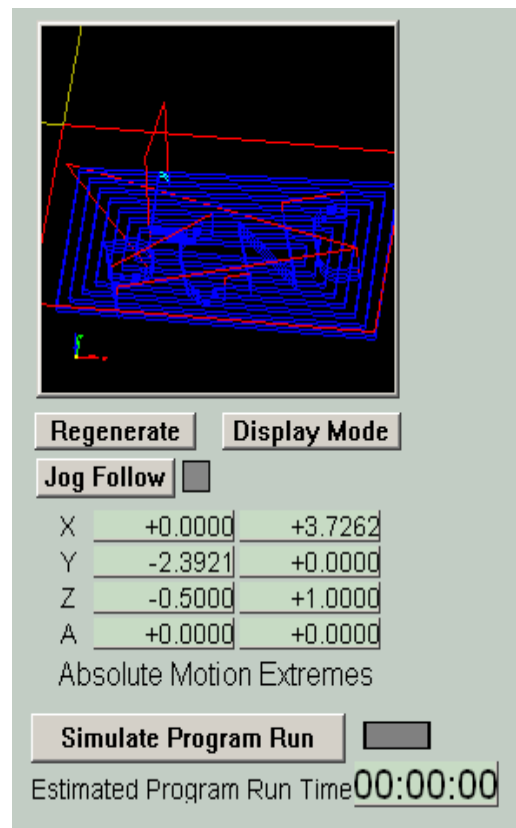 Regenerate Display Mode
Jog Follow
X +0.0000 +3.7262
Y -2.3921 +0.0000
Z -0.5000 +1.0000
A +0.0000 +0.0000
Absolute Motion Extremes
Simulate Program Run
Estimated Program Run Time 00:00:00